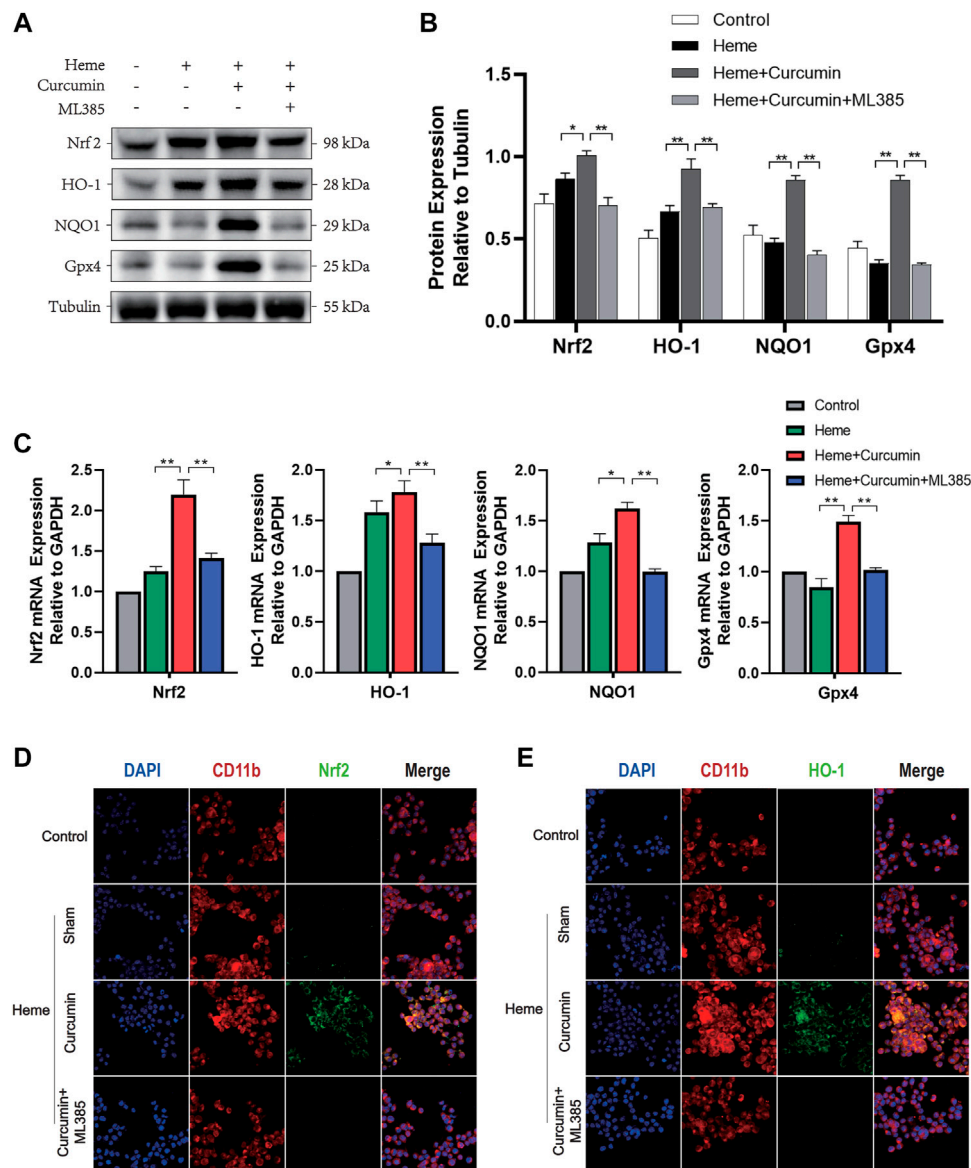 A
Heme - + + +
Curcumin - - + +
ML385 - - - +
Nrf 2 98 kDa
HO-1 28 kDa
NQO1 29 kDa
Gpx4 25 kDa
Tubulin 55 kDa
B
Control
Heme
Heme+Curcumin
Heme+Curcumin+ML385
Protein Expression
Relative to Tubulin
1.5
1.0
0.5
0.0
* ** ** ** ** ** ** **
Nrf2 HO-1 NQO1 Gpx4
C
Control
Heme
Heme+Curcumin
Heme+Curcumin+ML385
Nrf2 mRNA Expression
Relative to GAPDH
2.5
2.0
1.5
1.0
0.5
0.0
** **
Nrf2
HO-1 mRNA Expression
Relative to GAPDH
2.0
1.5
1.0
0.5
0.0
* **
HO-1
NQO1 mRNA Expression
Relative to GAPDH
2.0
1.5
1.0
0.5
0.0
* **
NQO1
Gpx4 mRNA Expression
Relative to GAPDH
2.0
1.5
1.0
0.5
0.0
** **
Gpx4
D
DAPI CD11b Nrf2 Merge
Control
Heme
Sham
Curcumin
Curcumin+
ML385
E
DAPI CD11b HO-1 Merge
Control
Heme
Sham
Curcumin
Curcumin+
ML385